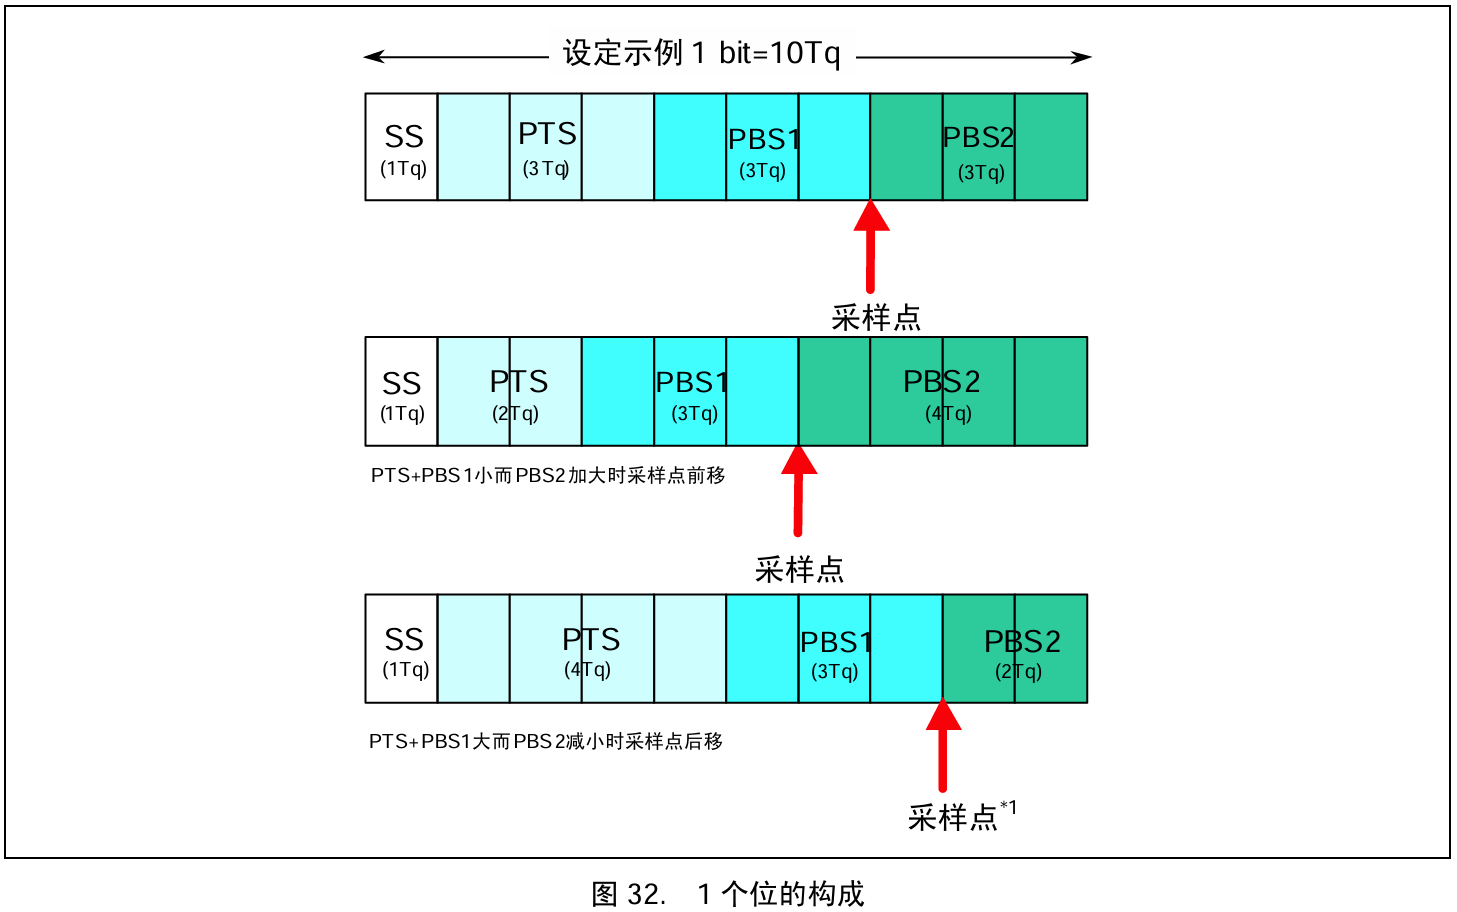 设定示例 1 bit=10Tq
SS PTS PBS1 PBS2
(1Tq) (3Tq) (3Tq) (3Tq)
采样点
SS PTS PBS1 PBS2
(1Tq) (2Tq) (3Tq) (4Tq)
PTS+PBS1小而PBS2加大时采样点前移
采样点
SS PTS PBS1 PBS2
(1Tq) (4Tq) (3Tq) (2Tq)
PTS+PBS1大而PBS2减小时采样点后移
采样点*1
图 32. 1 个位的构成